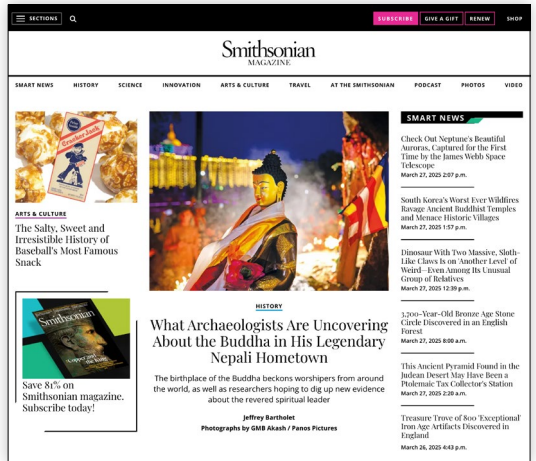 SECTIONS
SUBSCRIBE
GIVE A GIFT
RENEW
SHOP
Smithsonian
MAGAZINE
SMART NEWS
HISTORY
SCIENCE
INNOVATION
ARTS & CULTURE
TRAVEL
AT THE SMITHSONIAN
PODCAST
PHOTOS
VIDEO
CrackerJack
ARTS & CULTURE
The Salty, Sweet and
Irresistible History of
Baseball's Most Famous
Snack
Smithsonian
Save 81% on
Smithsonian magazine.
Subscribe today!
HISTORY
What Archaeologists Are Uncovering
About the Buddha in His Legendary
Nepali Hometown
The birthplace of the Buddha beckons worshipers from around
the world, as well as researchers hoping to dig up new evidence
about the revered spiritual leader
Jeffrey Bartholet
Photographs by GMB Akash / Panos Pictures
SMART NEWS
Check Out Neptune's Beautiful
Auroras, Captured for the First
Time by the James Webb Space
Telescope
March 27, 2025 2:07 p.m.
South Korea's Worst Ever Wildfires
Ravage Ancient Buddhist Temples
and Menace Historic Villages
March 27, 2025 1:57 p.m.
Dinosaur With Two Massive, Sloth-
Like Claws Is on 'Another Level' of
Weird—Even Among Its Unusual
Group of Relatives
March 27, 2025 12:39 p.m.
3,700-Year-Old Bronze Age Stone
Circle Discovered in an English
Forest
March 27, 2025 8:00 a.m.
This Ancient Pyramid Found in the
Judean Desert May Have Been a
Ptolemaic Tax Collector's Station
March 27, 2025 2:20 a.m.
Treasure Trove of 800 'Exceptional'
Iron Age Artifacts Discovered in
England
March 26, 2025 4:43 p.m.